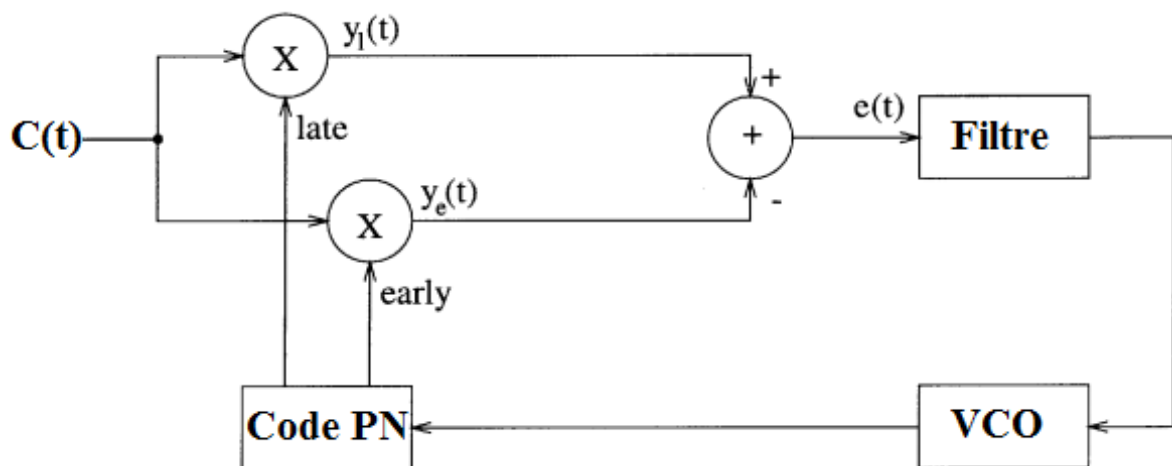 y_l(t)
X
late
C(t)
+
+
-
e(t)
Filtre
y_e(t)
X
early
Code PN
VCO